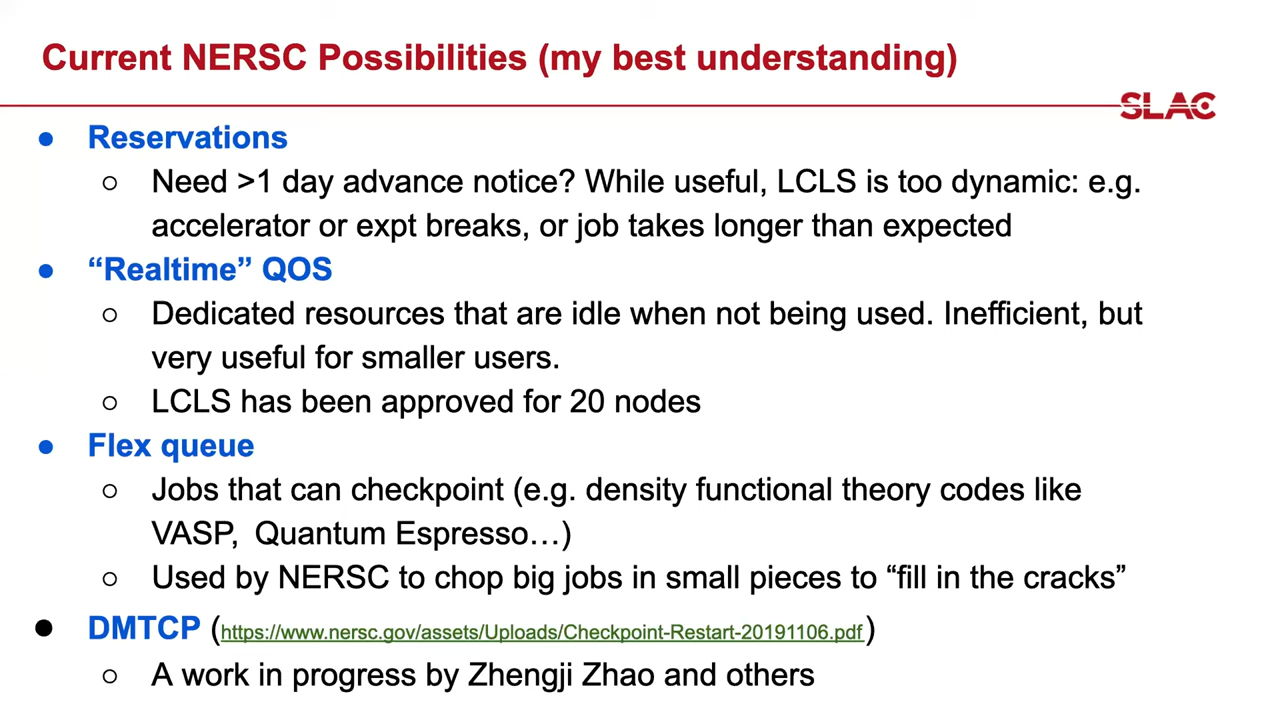 Current NERSC Possibilities (my best understanding)
SLAC
● Reservations
○ Need >1 day advance notice? While useful, LCLS is too dynamic: e.g.
accelerator or expt breaks, or job takes longer than expected
● “Realtime” QOS
○ Dedicated resources that are idle when not being used. Inefficient, but
very useful for smaller users.
○ LCLS has been approved for 20 nodes
● Flex queue
○ Jobs that can checkpoint (e.g. density functional theory codes like
VASP, Quantum Espresso…)
○ Used by NERSC to chop big jobs in small pieces to “fill in the cracks”
● DMTCP (https://www.nersc.gov/assets/Uploads/Checkpoint-Restart-20191106.pdf)
○ A work in progress by Zhengji Zhao and others